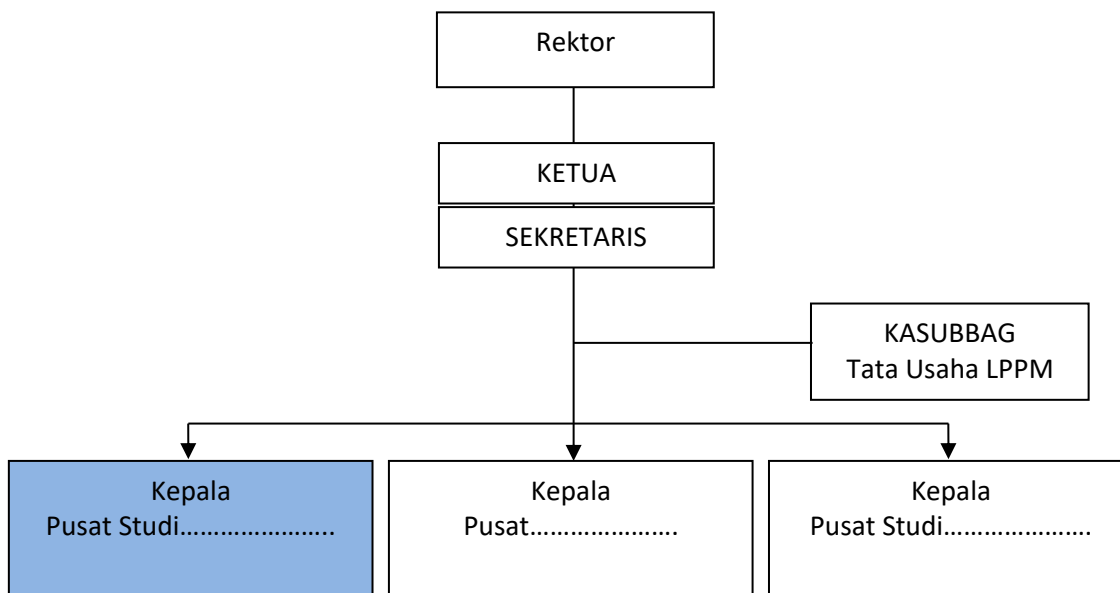 Rektor
KETUA
SEKRETARIS
KASUBBAG
Tata Usaha LPPM
Kepala
Pusat Studi…………………..
Kepala
Pusat………………….
Kepala
Pusat Studi………………….